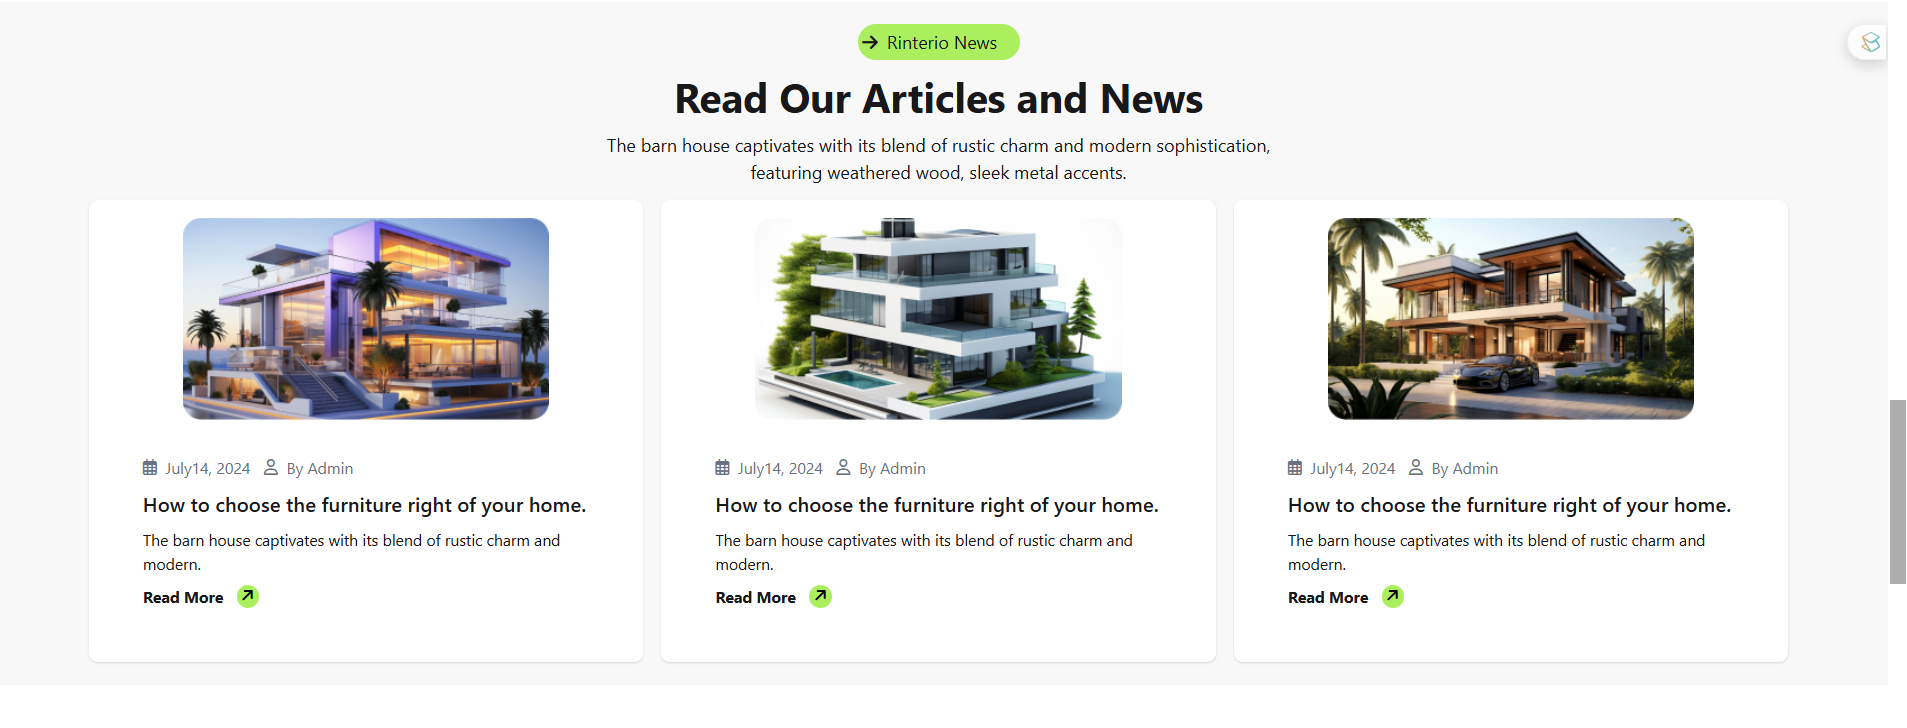 Rinterio News
Read Our Articles and News
The barn house captivates with its blend of rustic charm and modern sophistication,
featuring weathered wood, sleek metal accents.
July14, 2024 By Admin
How to choose the furniture right of your home.
The barn house captivates with its blend of rustic charm and
modern.
Read More
July14, 2024 By Admin
How to choose the furniture right of your home.
The barn house captivates with its blend of rustic charm and
modern.
Read More
July14, 2024 By Admin
How to choose the furniture right of your home.
The barn house captivates with its blend of rustic charm and
modern.
Read More